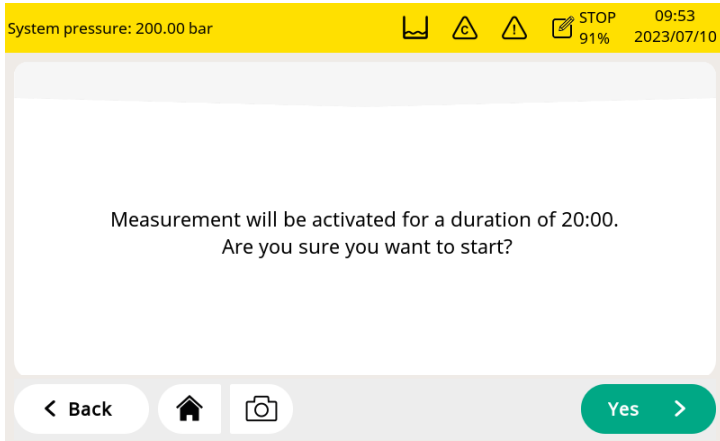 System pressure: 200.00 bar
C
!
STOP
91%
09:53
2023/07/10
Measurement will be activated for a duration of 20:00.
Are you sure you want to start?
Back
Yes